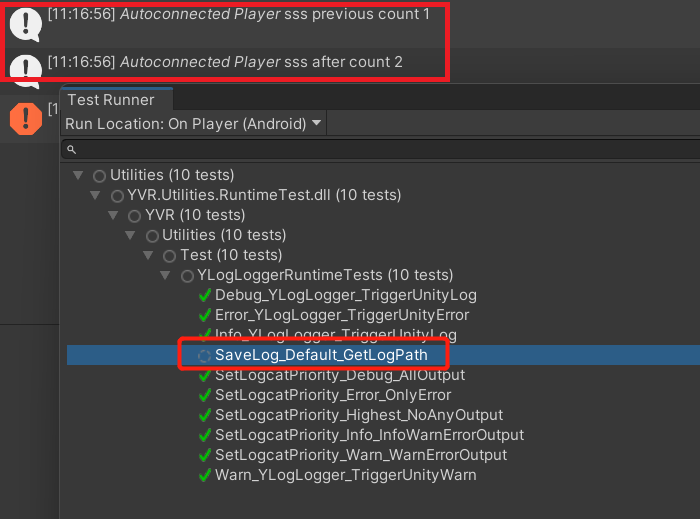 [11:16:56] Autoconnected Player sss previous count 1
[11:16:56] Autoconnected Player sss after count 2
[1
Test Runner
Run Location: On Player (Android)
Utilities (10 tests)
YVR.Utilities.RuntimeTest.dll (10 tests)
YVR (10 tests)
Utilities (10 tests)
Test (10 tests)
YLogLoggerRuntimeTests (10 tests)
Debug_YLogLogger_TriggerUnityLog
Error_YLogLogger_TriggerUnityError
Info_YLogLogger_TriggerUnityLog
SaveLog_Default_GetLogPath
SetLogcatPriority_Debug_AllOutput
SetLogcatPriority_Error_OnlyError
SetLogcatPriority_Highest_NoAnyOutput
SetLogcatPriority_Info_InfoWarnErrorOutput
SetLogcatPriority_Warn_WarnErrorOutput
Warn_YLogLogger_TriggerUnityWarn